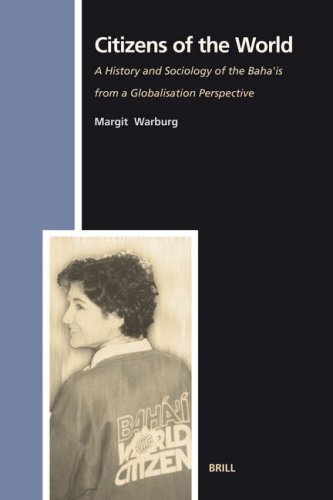 Citizens of the World
A History and Sociology of the Baha'is
from a Globalisation Perspective
Margit Warburg
BAHÁ'Í
WORLD
CITIZEN
BRILL